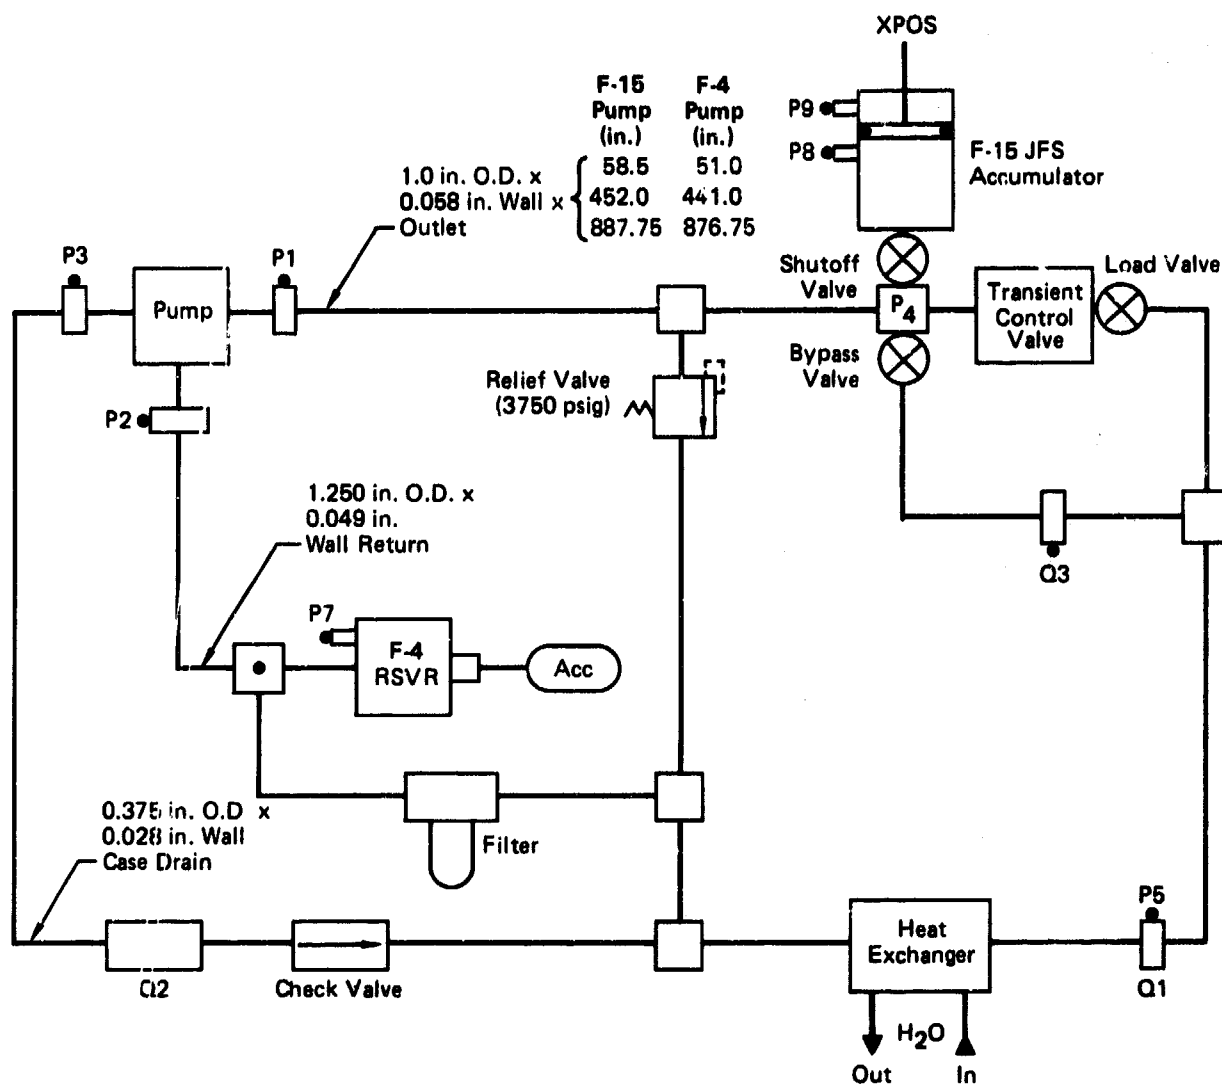 XPOS
F-15 F-4
Pump Pump
(in.) (in.)
58.5 51.0
452.0 441.0
887.75 876.75
1.0 in. O.D. x
0.058 in. Wall x
Outlet
P9
P8
F-15 JFS
Accumulator
P3
P1
Pump
P2
Shutoff
Valve
P4
Bypass
Valve
Transient
Control
Valve
Load Valve
Relief Valve
(3750 psig)
1.250 in. O.D. x
0.049 in.
Wall Return
Q3
P7
F-4
RSVR
Acc
0.375 in. O.D x
0.028 in. Wall
Case Drain
Filter
Q2
Check Valve
Heat
Exchanger
P5
Q1
H2O
Out In